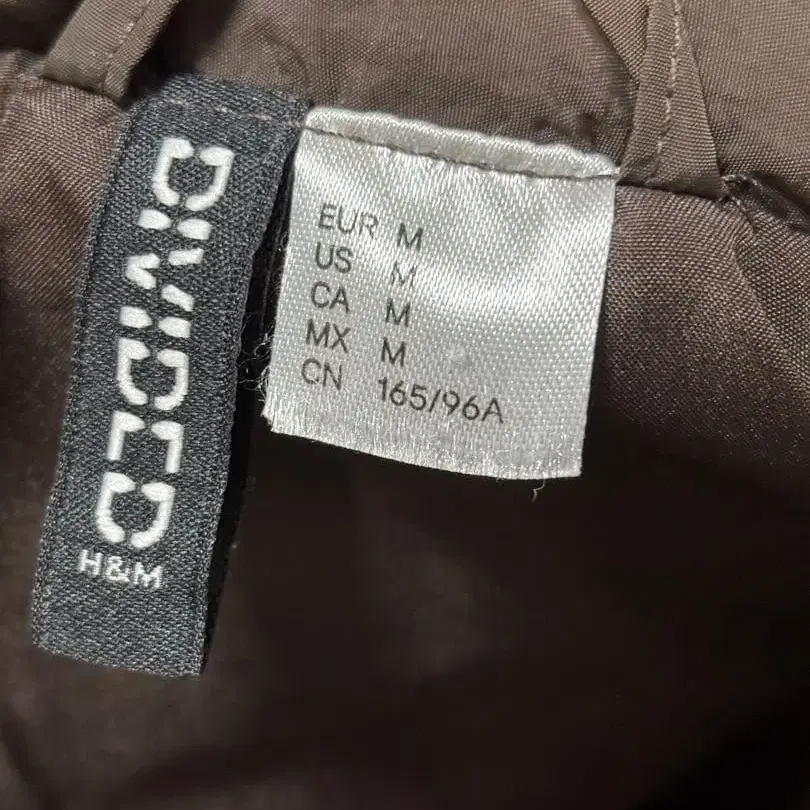 DIVIDED
H&M
EUR M
US M
CA M
MX M
CN 165/96A